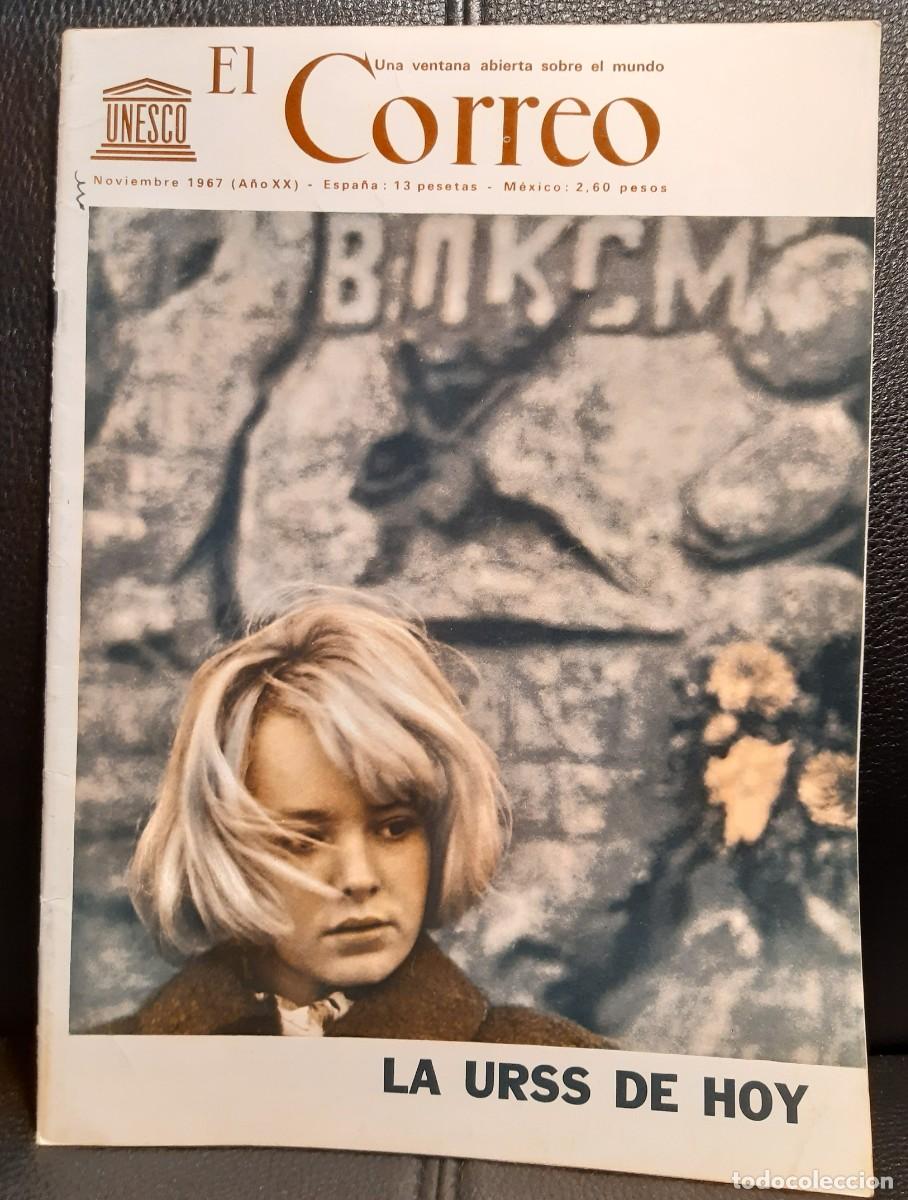 El Correo
Una ventana abierta sobre el mundo
UNESCO
Noviembre 1967 (Año XX) - España : 13 pesetas - México : 2,60 pesos
ВЛКСМ
LA URSS DE HOY
todocoleccion